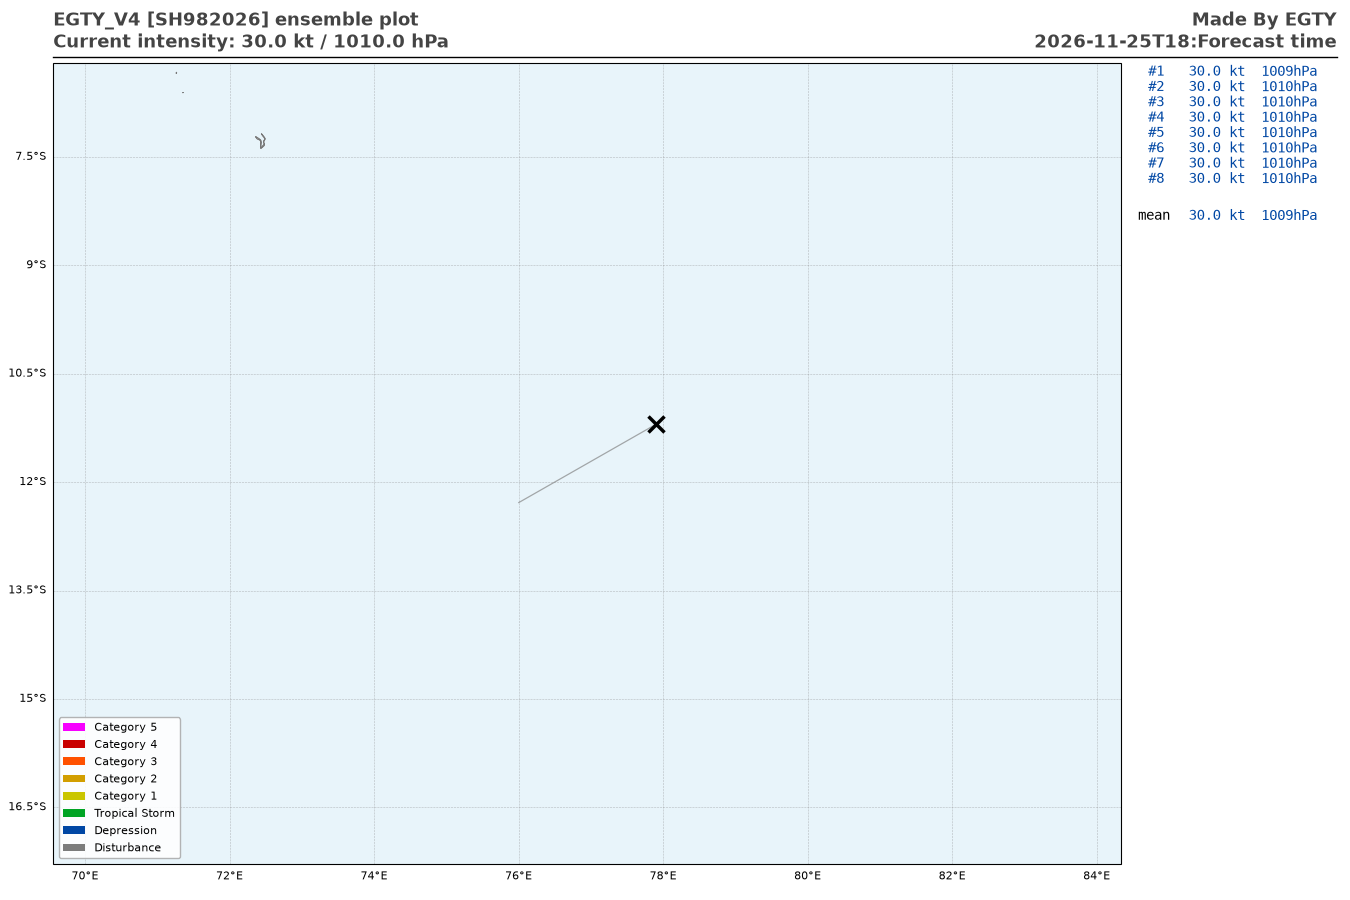 EGTY_V4 [SH982026] ensemble plot
Current intensity: 30.0 kt / 1010.0 hPa
Made By EGTY
2026-11-25T18:Forecast time
#1 30.0 kt 1009hPa
#2 30.0 kt 1010hPa
#3 30.0 kt 1010hPa
#4 30.0 kt 1010hPa
#5 30.0 kt 1010hPa
#6 30.0 kt 1010hPa
#7 30.0 kt 1010hPa
#8 30.0 kt 1010hPa
mean 30.0 kt 1009hPa
7.5°S
9°S
10.5°S
12°S
13.5°S
15°S
16.5°S
Category 5
Category 4
Category 3
Category 2
Category 1
Tropical Storm
Depression
Disturbance
70°E 72°E 74°E 76°E 78°E 80°E 82°E 84°E